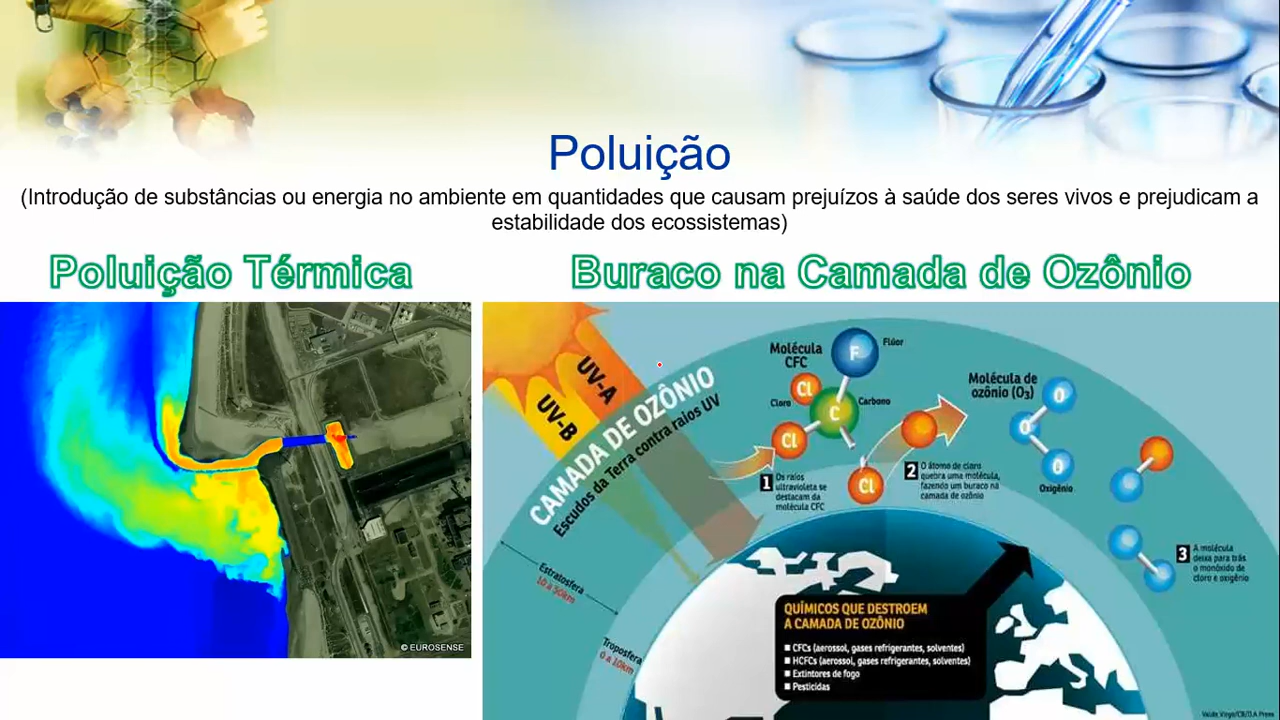 Poluição
(Introdução de substâncias ou energia no ambiente em quantidades que causam prejuízos à saúde dos seres vivos e prejudicam a
estabilidade dos ecossistemas)
Poluição Térmica
Buraco na Camada de Ozônio
© EUROSENSE
UV-A
UV-B
CAMADA DE OZÔNIO
Escudos da Terra contra raios UV
Molécula
CFC
F
Flúor
Cl
Cloro
C
Carbono
Cl
Cl
1 Os raios
ultravioleta se
destacam da
molécula CFC
2 O átomo de cloro
quebra uma molécula,
fazendo um buraco na
camada de ozônio
Molécula de
ozônio (O3)
O
O
O
Oxigênio
3 A molécula
deixa para trás
o monóxido de
cloro e oxigênio
Estratosfera
10 a 50km
Troposfera
0 a 10km
QUÍMICOS QUE DESTROEM
A CAMADA DE OZÔNIO
■ CFCs (aerossol, gases refrigerantes, solventes)
■ HCFCs (aerossol, gases refrigerantes, solventes)
■ Extintores de fogo
■ Pesticidas